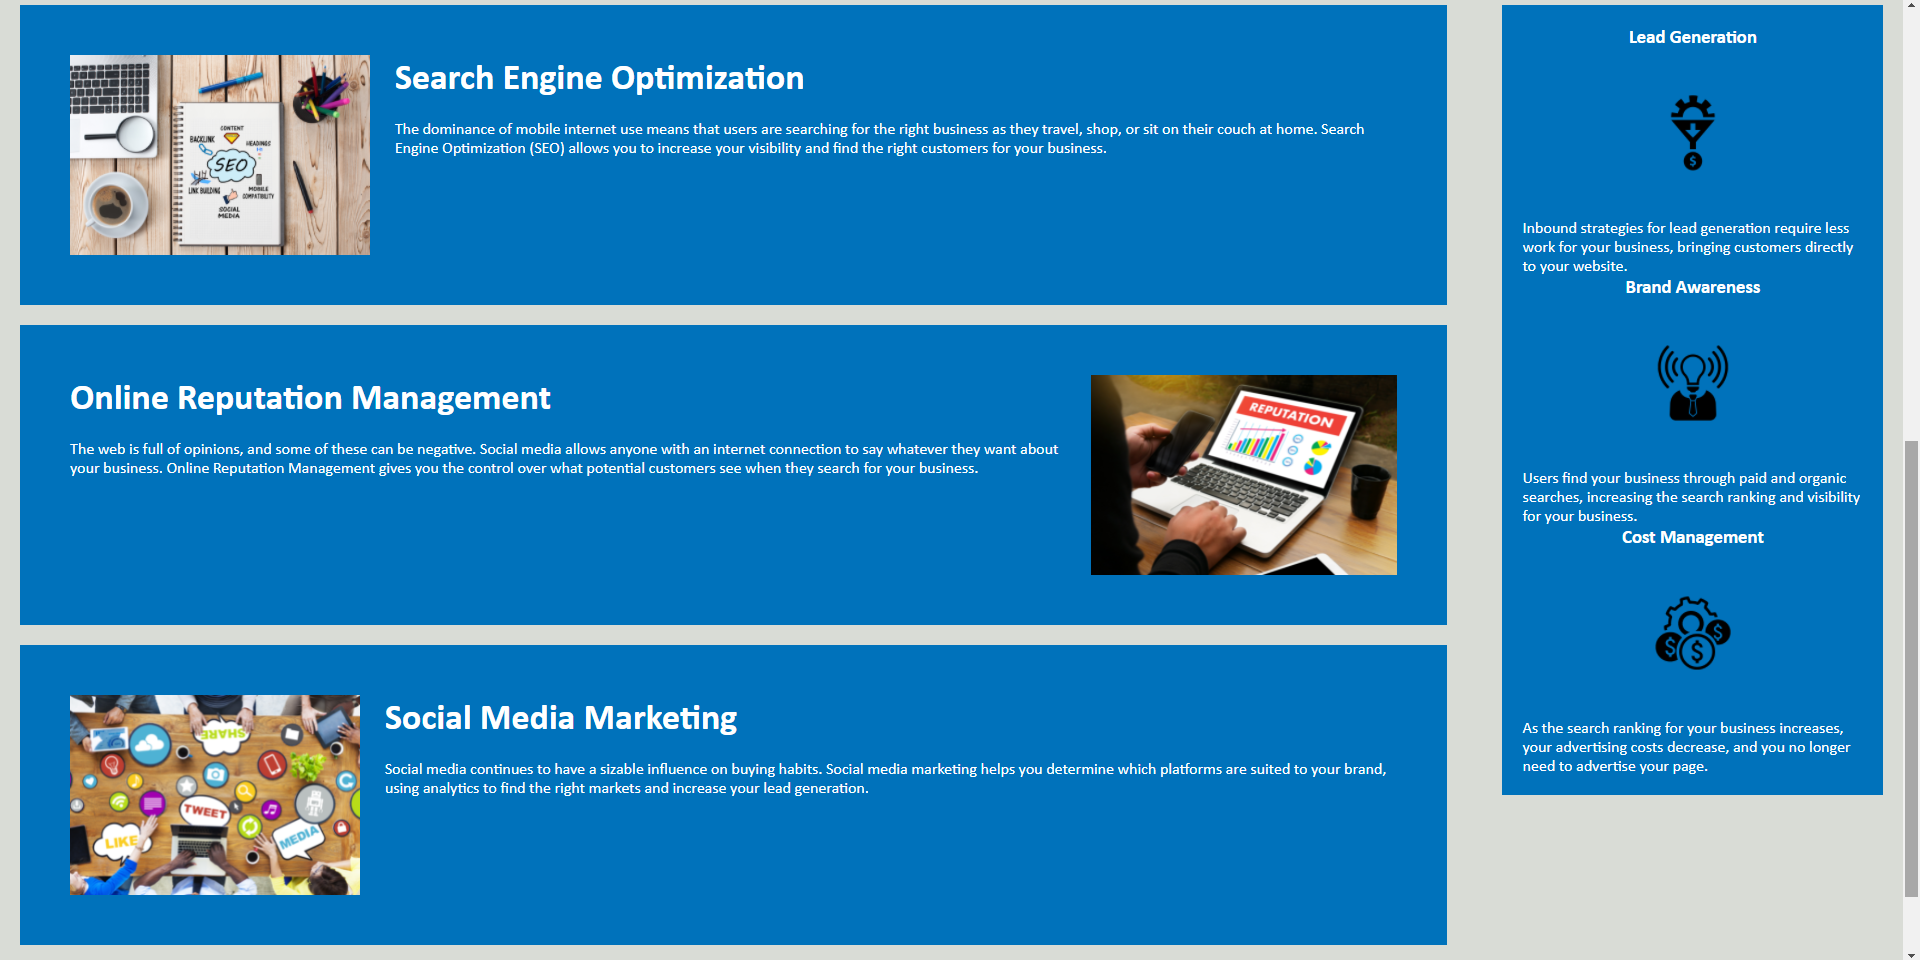 Search Engine Optimization
The dominance of mobile internet use means that users are searching for the right business as they travel, shop, or sit on their couch at home. Search
Engine Optimization (SEO) allows you to increase your visibility and find the right customers for your business.
CONTENT
BACKLINK
HEADINGS
SEO
LINK BUILDING
MOBILE
COMPATIBILITY
SOCIAL
MEDIA
Online Reputation Management
The web is full of opinions, and some of these can be negative. Social media allows anyone with an internet connection to say whatever they want about
your business. Online Reputation Management gives you the control over what potential customers see when they search for your business.
REPUTATION
Social Media Marketing
Social media continues to have a sizable influence on buying habits. Social media marketing helps you determine which platforms are suited to your brand,
using analytics to find the right markets and increase your lead generation.
SHARE
TWEET
LIKE
MEDIA
Lead Generation
$
Inbound strategies for lead generation require less
work for your business, bringing customers directly
to your website.
Brand Awareness
Users find your business through paid and organic
searches, increasing the search ranking and visibility
for your business.
Cost Management
$ $ $
As the search ranking for your business increases,
your advertising costs decrease, and you no longer
need to advertise your page.